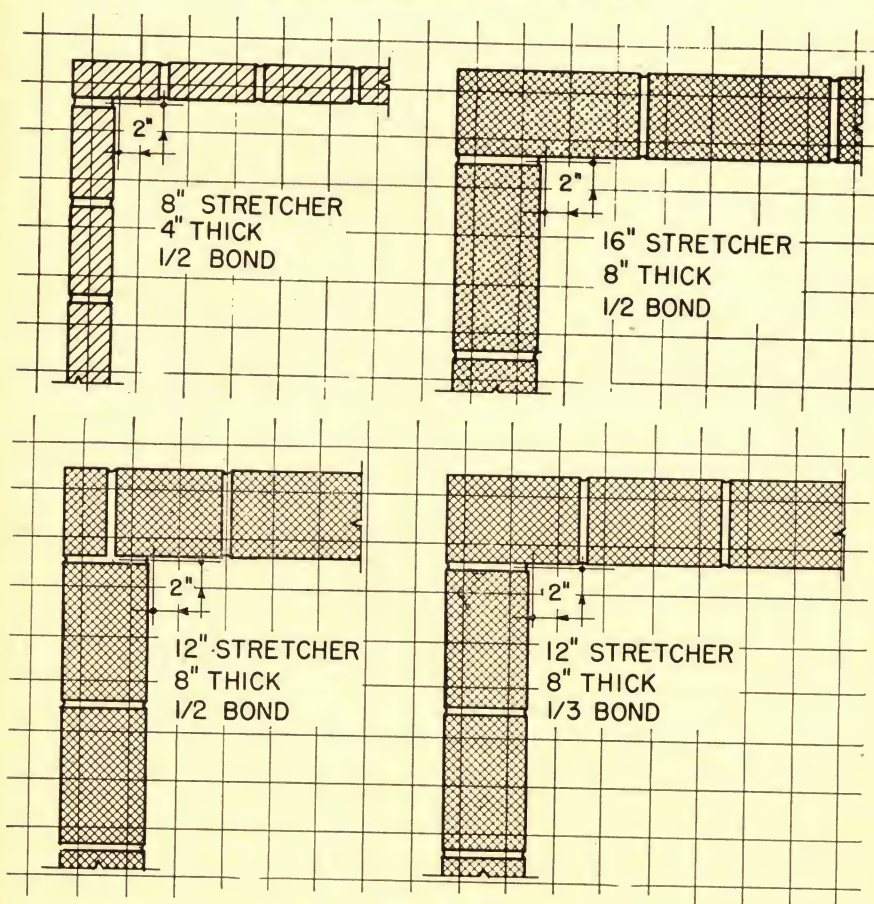 2"
8" STRETCHER
4" THICK
1/2 BOND
2"
16" STRETCHER
8" THICK
1/2 BOND
2"
12" STRETCHER
8" THICK
1/2 BOND
2"
12" STRETCHER
8" THICK
1/3 BOND